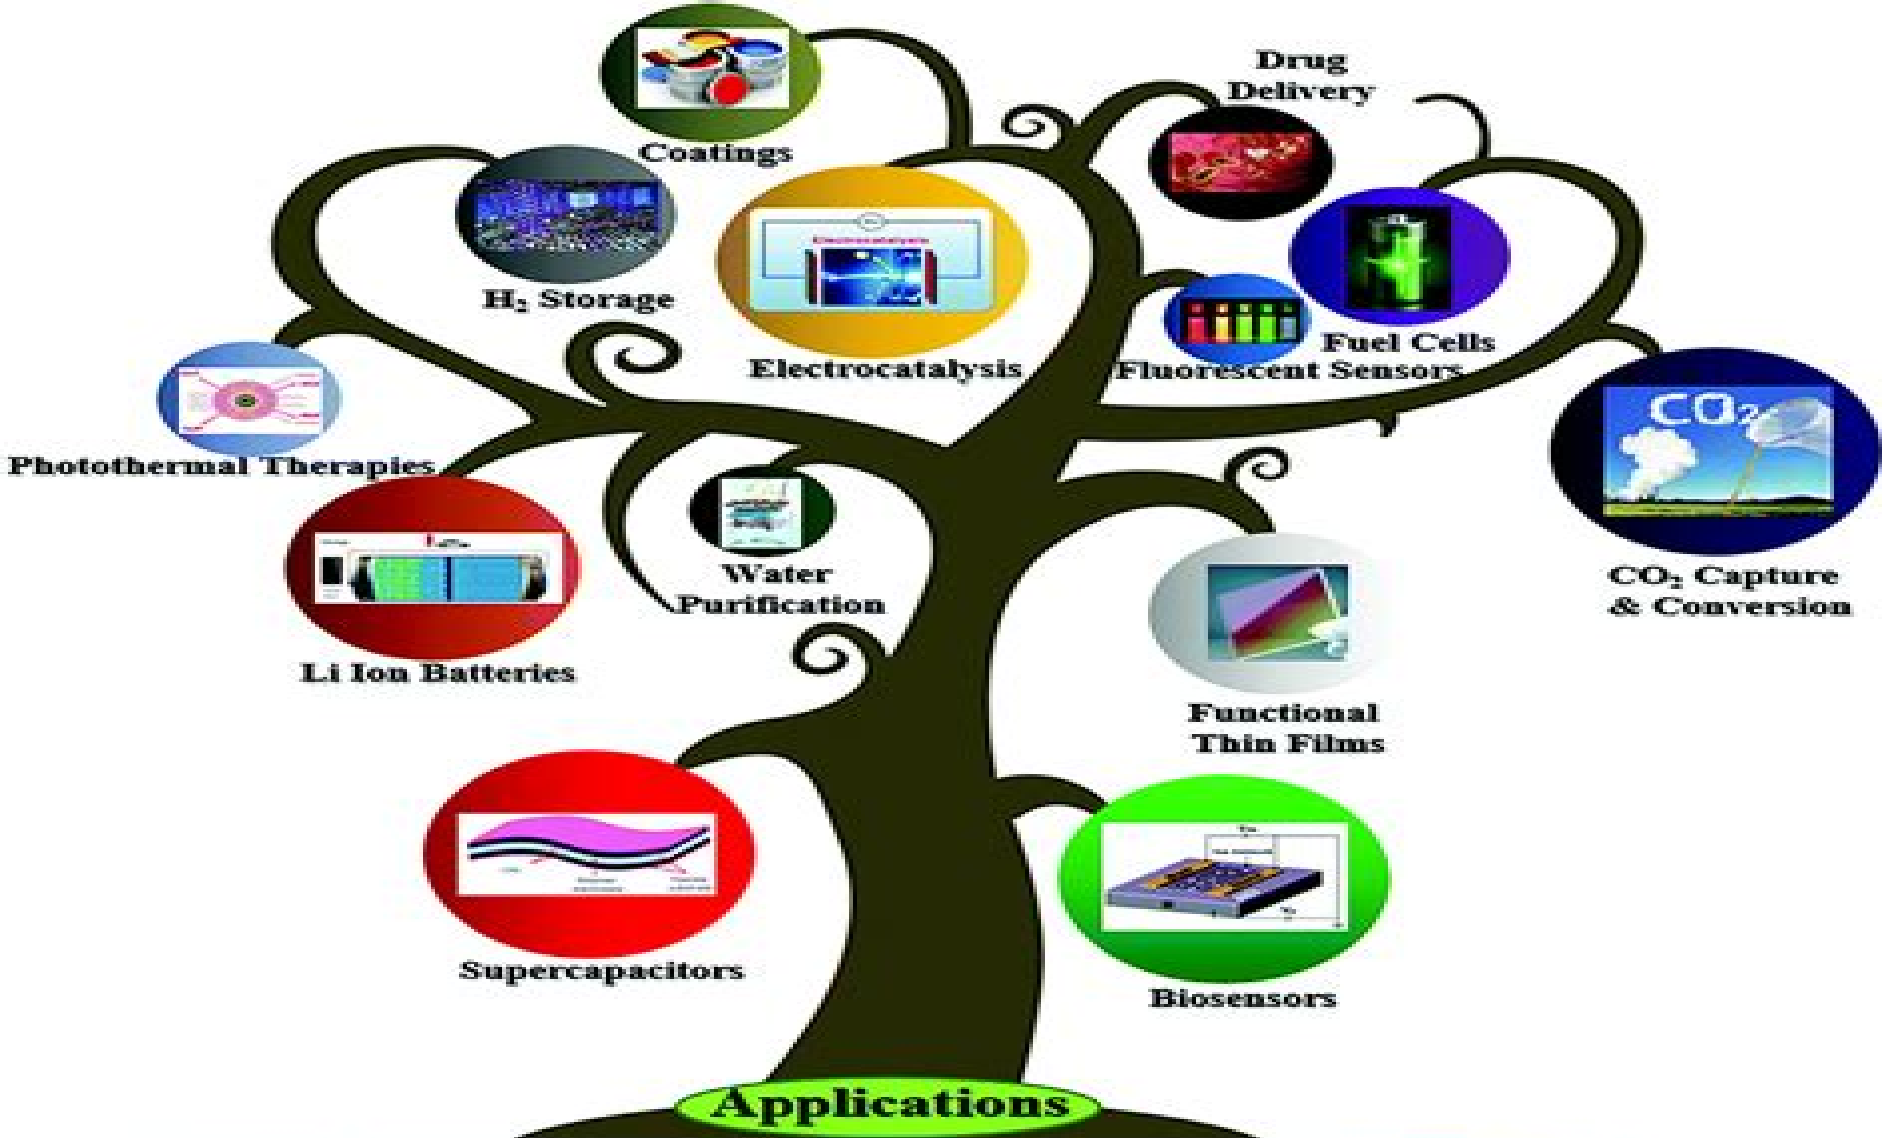 Drug
Delivery
Coatings
H₂ Storage
Electrocatalysis
Electrocatalysis
Fuel Cells
Fluorescent Sensors
CO₂
Photothermal Therapies
Water
Purification
CO₂ Capture
& Conversion
Li Ion Batteries
Functional
Thin Films
Supercapacitors
Biosensors
Applications